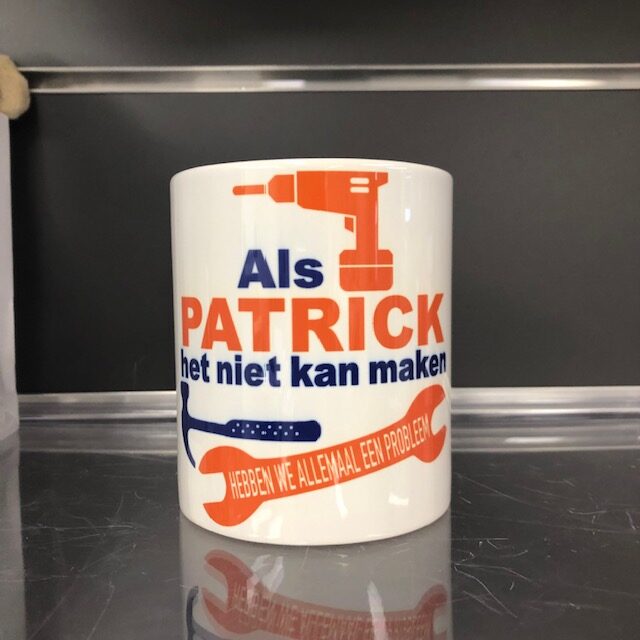 Als
PATRICK
het niet kan maken
HEBBEN WE ALLEMAAL EEN PROBLEEM